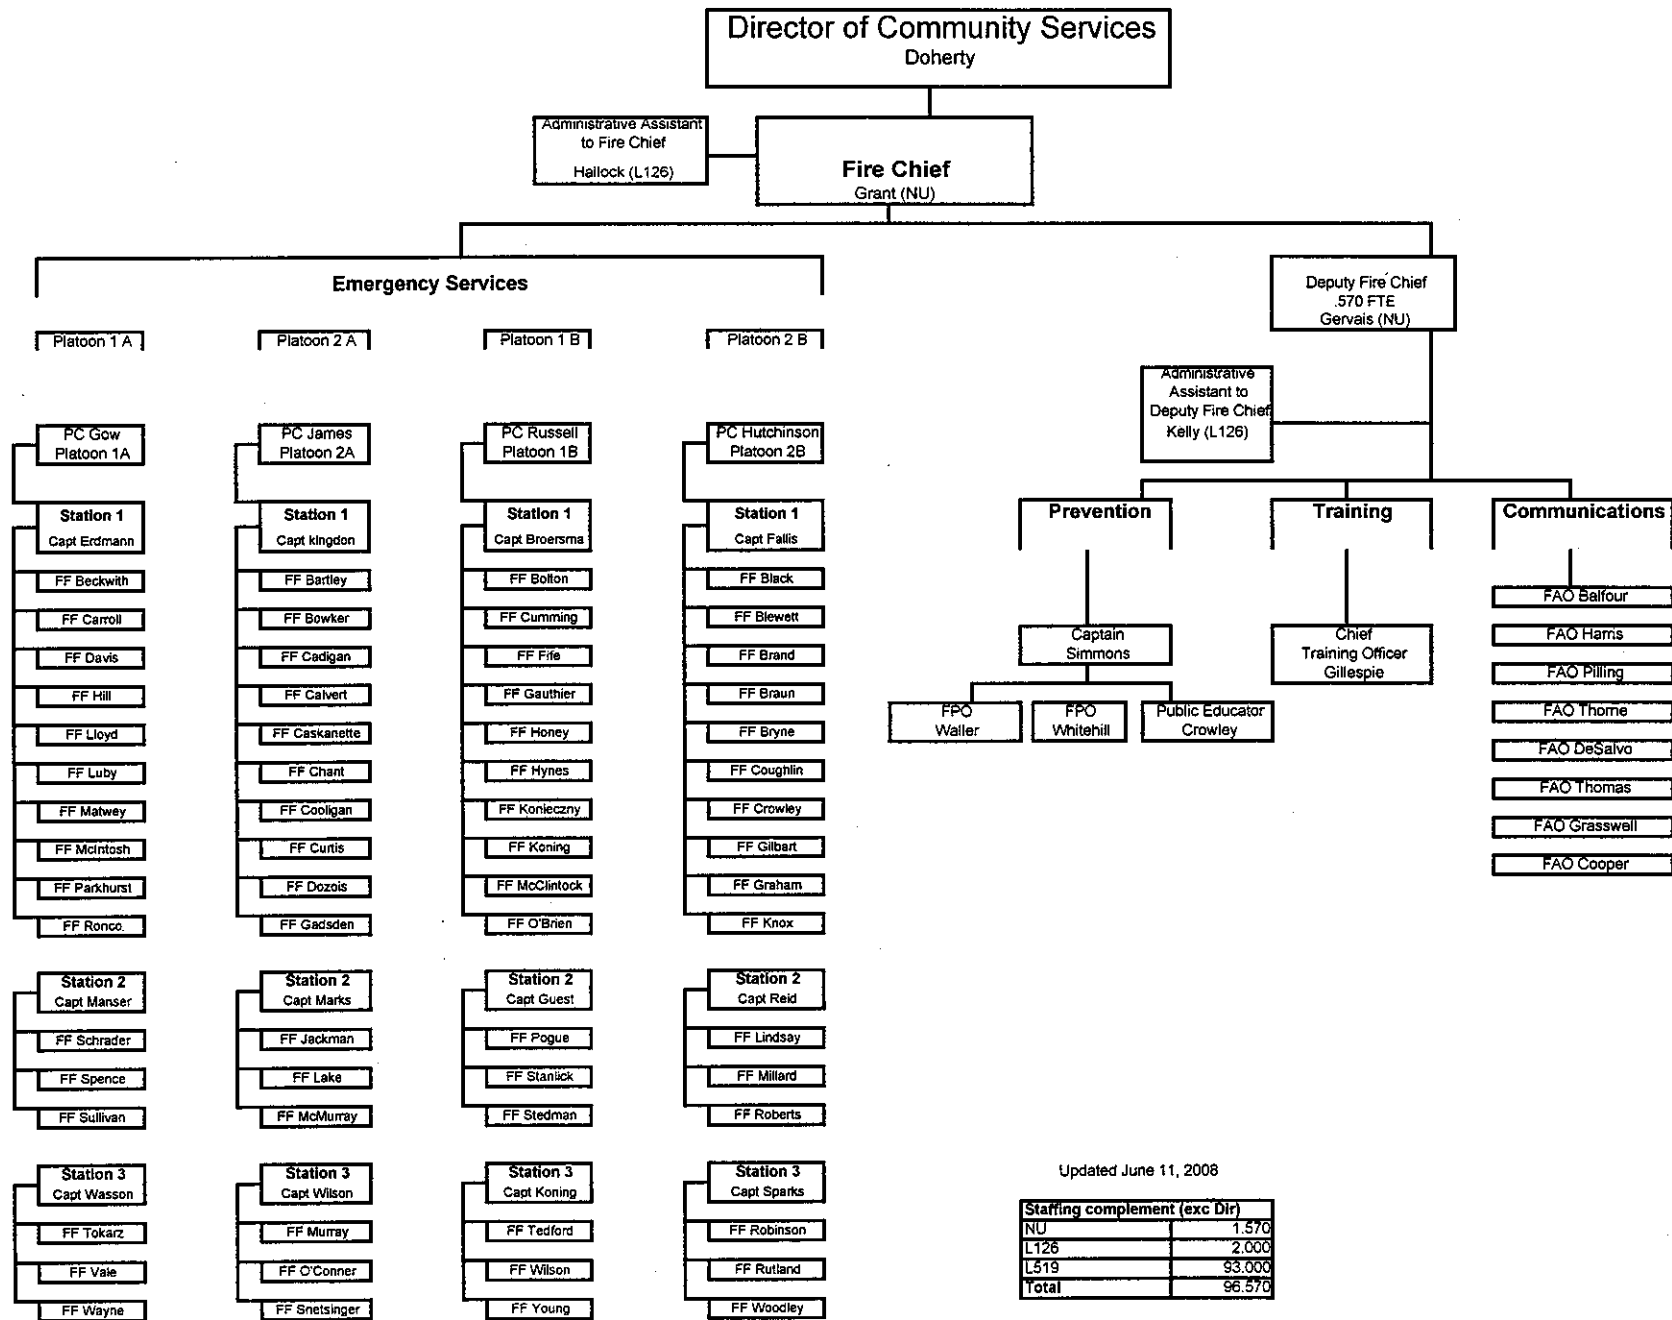 Director of Community Services
Doherty
Administrative Assistant
to Fire Chief
Hallock (L126)
Fire Chief
Grant (NU)
Emergency Services
Deputy Fire Chief
.570 FTE
Gervais (NU)
Administrative
Assistant to
Deputy Fire Chief
Kelly (L126)
Platoon 1 A
PC Gow
Platoon 1A
Station 1
Capt Erdmann
FF Beckwith
FF Carroll
FF Davis
FF Hill
FF Lloyd
FF Luby
FF Matwey
FF McIntosh
FF Parkhurst
FF Ronco
Station 2
Capt Manser
FF Schrader
FF Spence
FF Sullivan
Station 3
Capt Wasson
FF Tokarz
FF Vale
FF Wayne
Platoon 2 A
PC James
Platoon 2A
Station 1
Capt kingdon
FF Bartley
FF Bowker
FF Cadigan
FF Calvert
FF Caskanette
FF Chant
FF Cooligan
FF Curtis
FF Dozois
FF Gadsden
Station 2
Capt Marks
FF Jackman
FF Lake
FF McMurray
Station 3
Capt Wilson
FF Murray
FF O'Conner
FF Snetsinger
Platoon 1 B
PC Russell
Platoon 1B
Station 1
Capt Broersma
FF Bolton
FF Cumming
FF Fife
FF Gauthier
FF Honey
FF Hynes
FF Konieczny
FF Koning
FF McClintock
FF O'Brien
Station 2
Capt Guest
FF Pogue
FF Stanlick
FF Stedman
Station 3
Capt Koning
FF Tedford
FF Wilson
FF Young
Platoon 2 B
PC Hutchinson
Platoon 2B
Station 1
Capt Fallis
FF Black
FF Blewett
FF Brand
FF Braun
FF Bryne
FF Coughlin
FF Crowley
FF Gilbart
FF Graham
FF Knox
Station 2
Capt Reid
FF Lindsay
FF Millard
FF Roberts
Station 3
Capt Sparks
FF Robinson
FF Rutland
FF Woodley
Prevention
Captain
Simmons
FPO
Waller
FPO
Whitehill
Public Educator
Crowley
Training
Chief
Training Officer
Gillespie
Communications
FAO Balfour
FAO Harris
FAO Pilling
FAO Thorne
FAO DeSalvo
FAO Thomas
FAO Grasswell
FAO Cooper
Updated June 11, 2008
Staffing complement (exc Dir)
NU 1.570
L126 2.000
L519 93.000
Total 96.570